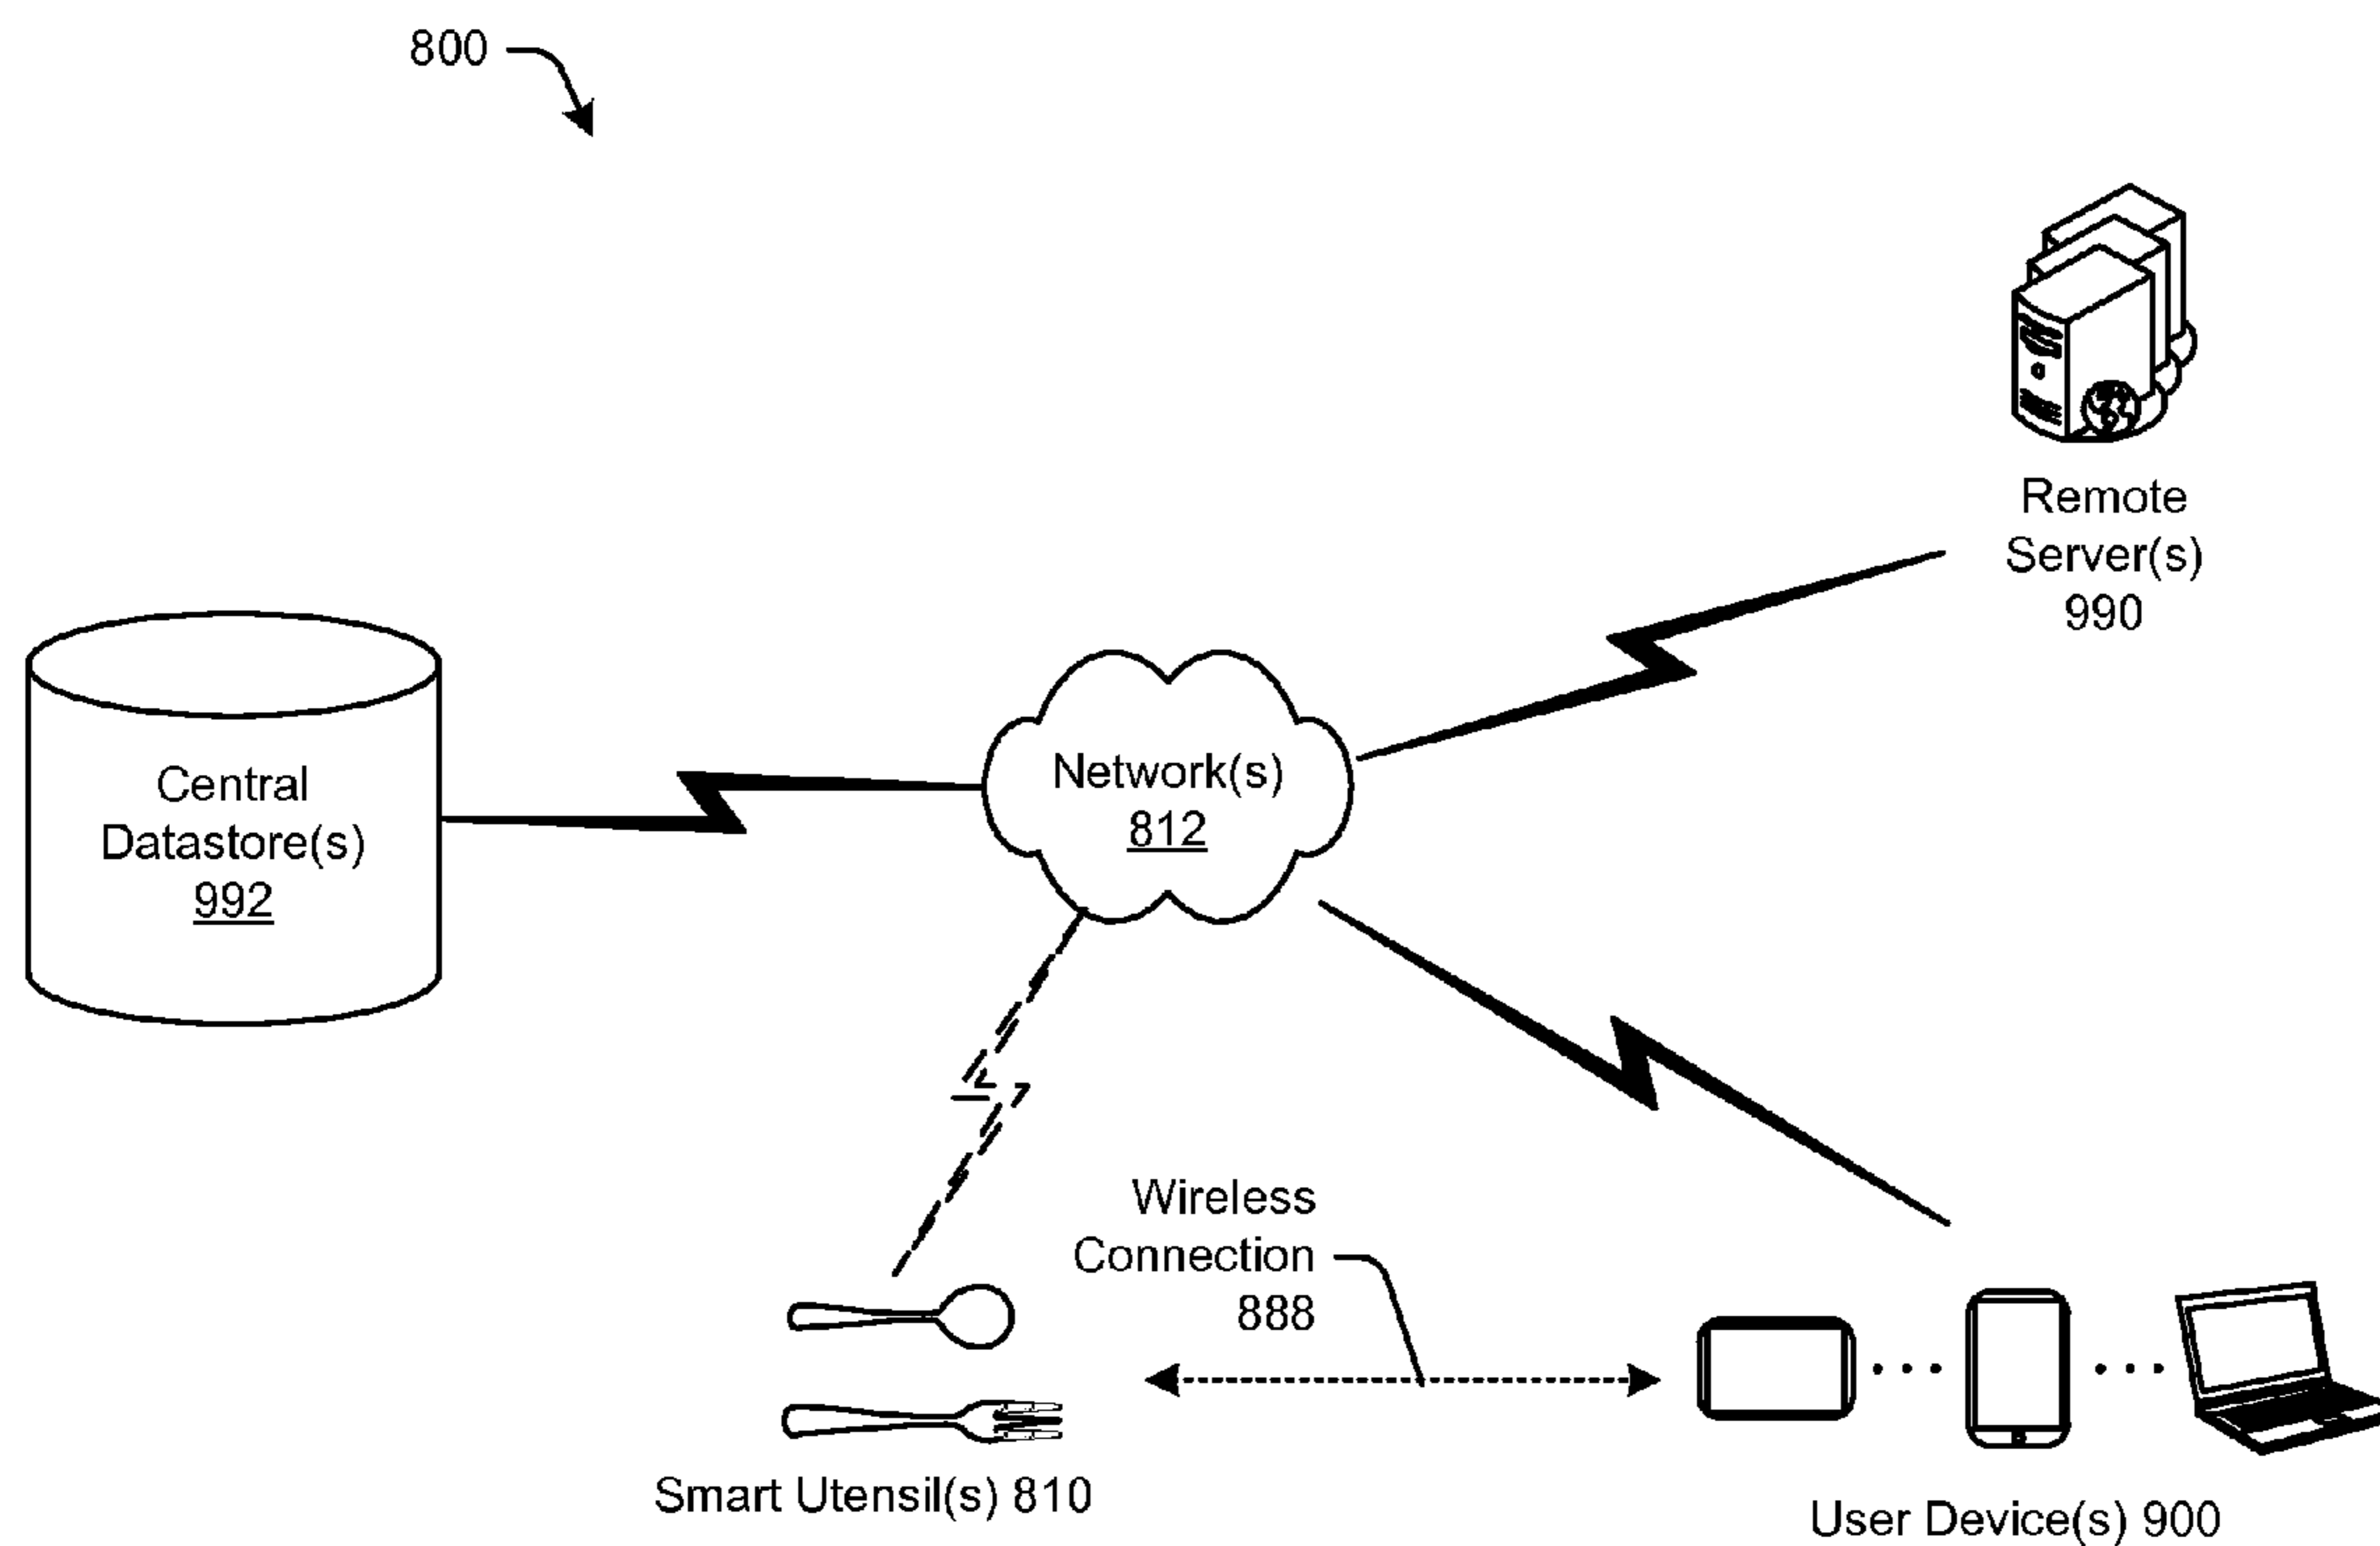 800
Remote
Server(s)
990
Central
Datastore(s)
992
Network(s)
812
Wireless
Connection
888
Smart Utensil(s) 810
User Device(s) 900